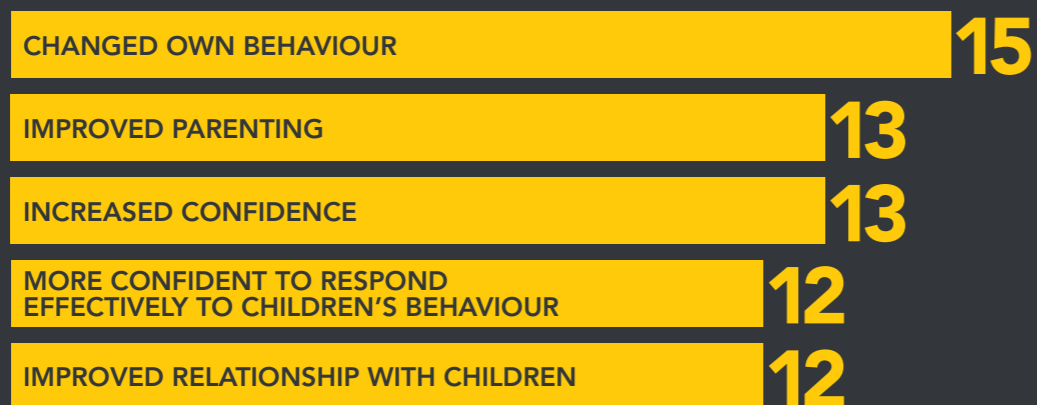 CHANGED OWN BEHAVIOUR 15
IMPROVED PARENTING 13
INCREASED CONFIDENCE 13
MORE CONFIDENT TO RESPOND
EFFECTIVELY TO CHILDREN’S BEHAVIOUR 12
IMPROVED RELATIONSHIP WITH CHILDREN 12